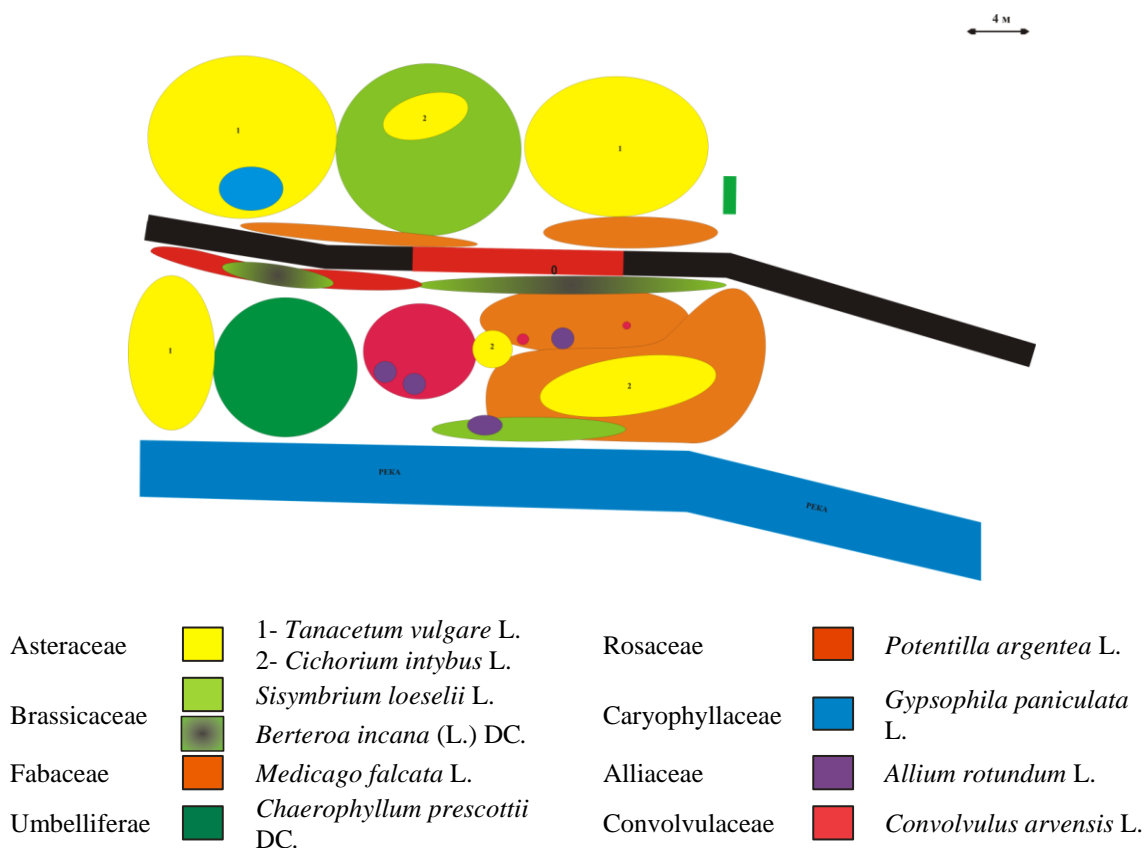 4 м
1
2
1
0
1
2
2
РЕКА
РЕКА
Asteraceae
1- Tanacetum vulgare L.
2- Cichorium intybus L.
Brassicaceae
Sisymbrium loeselii L.
Berteroa incana (L.) DC.
Fabaceae
Medicago falcata L.
Umbelliferae
Chaerophyllum prescottii
DC.
Rosaceae
Potentilla argentea L.
Caryophyllaceae
Gypsophila paniculata
L.
Alliaceae
Allium rotundum L.
Convolvulaceae
Convolvulus arvensis L.